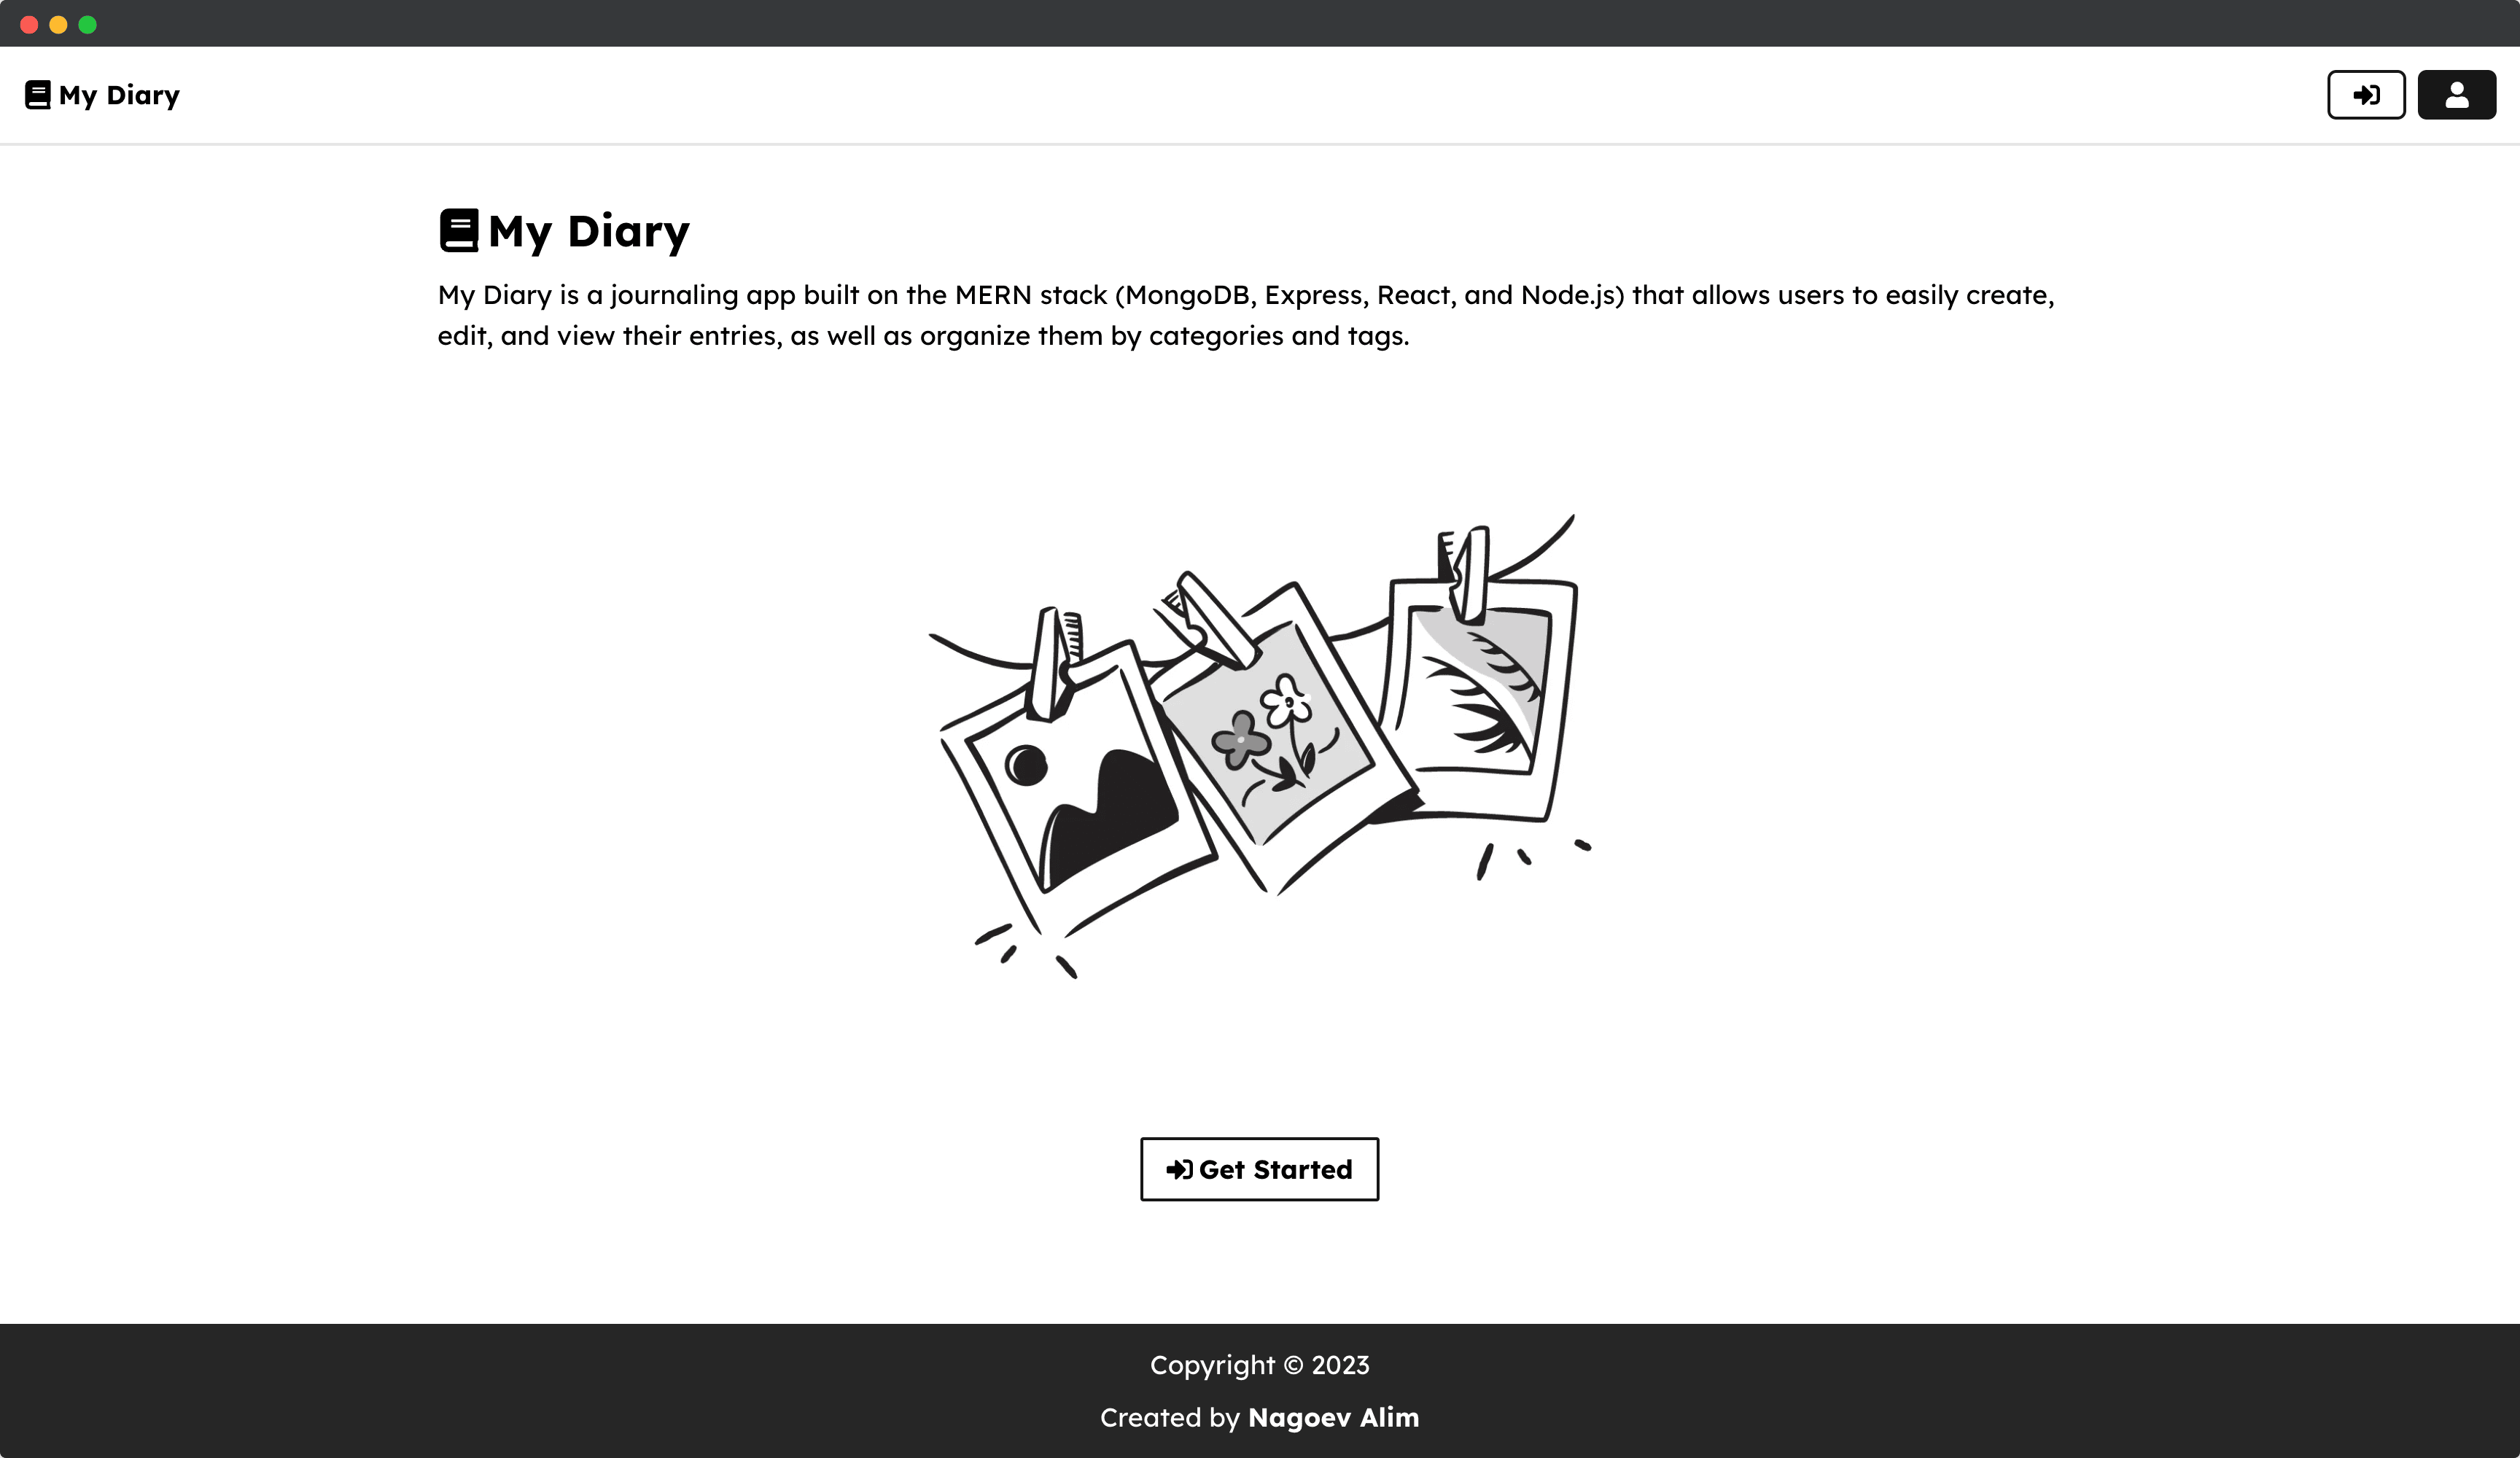 My Diary
My Diary
My Diary is a journaling app built on the MERN stack (MongoDB, Express, React, and Node.js) that allows users to easily create,
edit, and view their entries, as well as organize them by categories and tags.
Get Started
Copyright © 2023
Created by Nagoev Alim